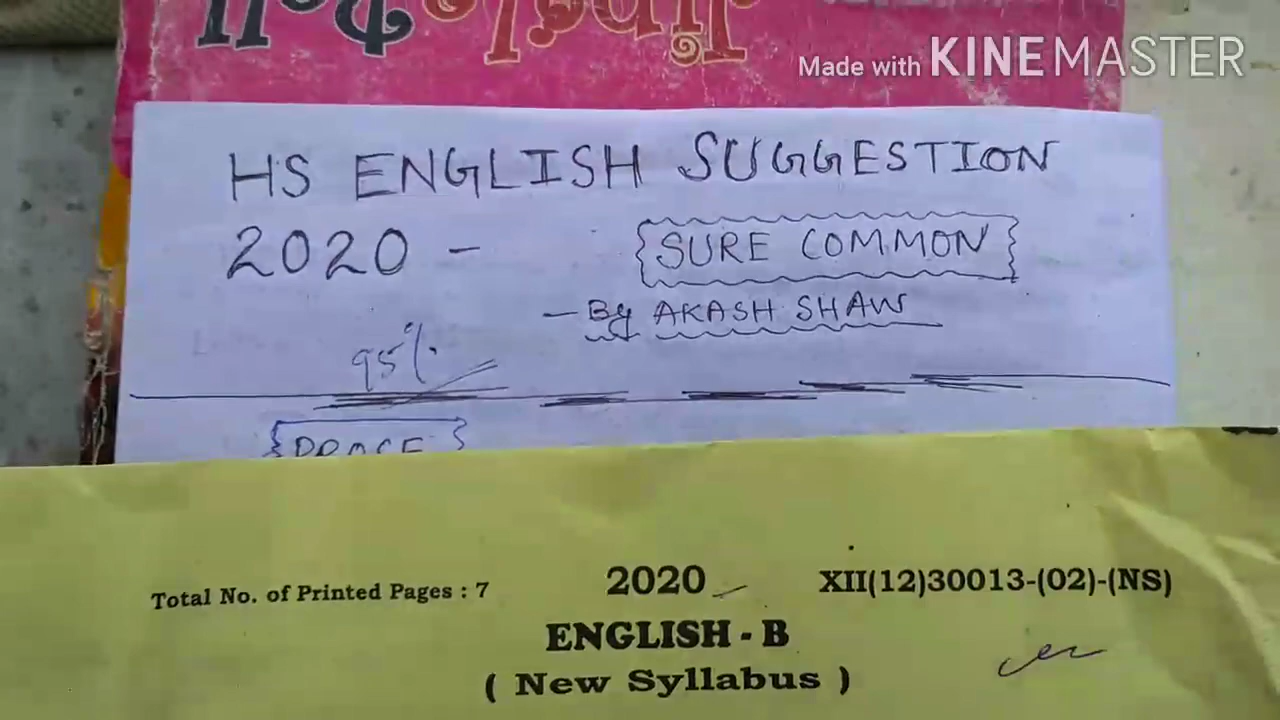 Made with KINEMASTER
HS ENGLISH SUGGESTION
2020 -
{SURE COMMON}
- By AKASH SHAW
95%
{PROSE}
Total No. of Printed Pages : 7
2020
XII(12)30013-(02)-(NS)
ENGLISH - B
( New Syllabus )